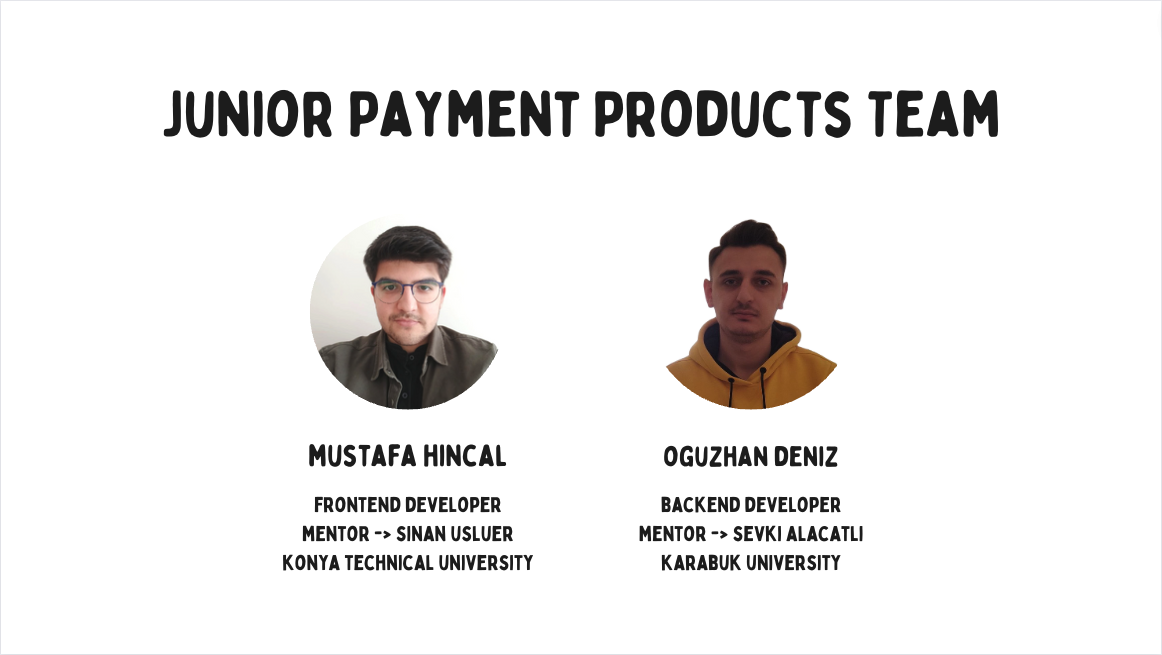 JUNIOR PAYMENT PRODUCTS TEAM
MUSTAFA HINCAL
FRONTEND DEVELOPER
MENTOR -> SINAN USLUER
KONYA TECHNICAL UNIVERSITY
OGUZHAN DENIZ
BACKEND DEVELOPER
MENTOR -> SEVKI ALACATLI
KARABUK UNIVERSITY